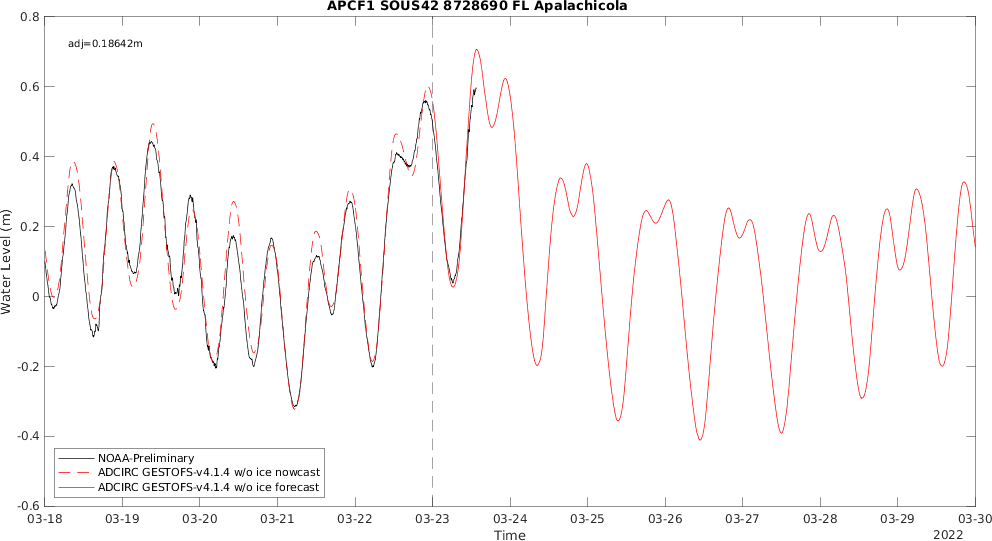 APCF1 SOUS42 8728690 FL Apalachicola
adj=0.18642m
0.8
0.6
0.4
0.2
0
-0.2
-0.4
-0.6
Water Level (m)
NOAA-Preliminary
ADCIRC GESTOFS-v4.1.4 w/o ice nowcast
ADCIRC GESTOFS-v4.1.4 w/o ice forecast
03-18 03-19 03-20 03-21 03-22 03-23 03-24 03-25 03-26 03-27 03-28 03-29 03-30
Time
2022